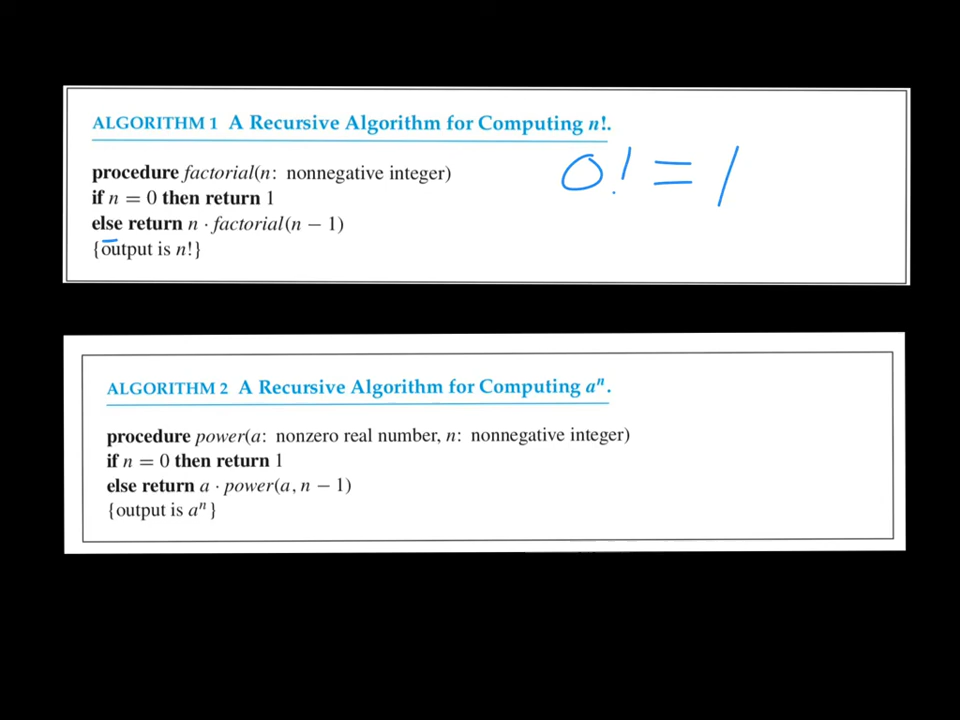 ALGORITHM 1 A Recursive Algorithm for Computing n!.
procedure factorial(n: nonnegative integer)
0! = 1
if n = 0 then return 1
else return n · factorial(n − 1)
{output is n!}
ALGORITHM 2 A Recursive Algorithm for Computing aⁿ.
procedure power(a: nonzero real number, n: nonnegative integer)
if n = 0 then return 1
else return a · power(a, n − 1)
{output is aⁿ}